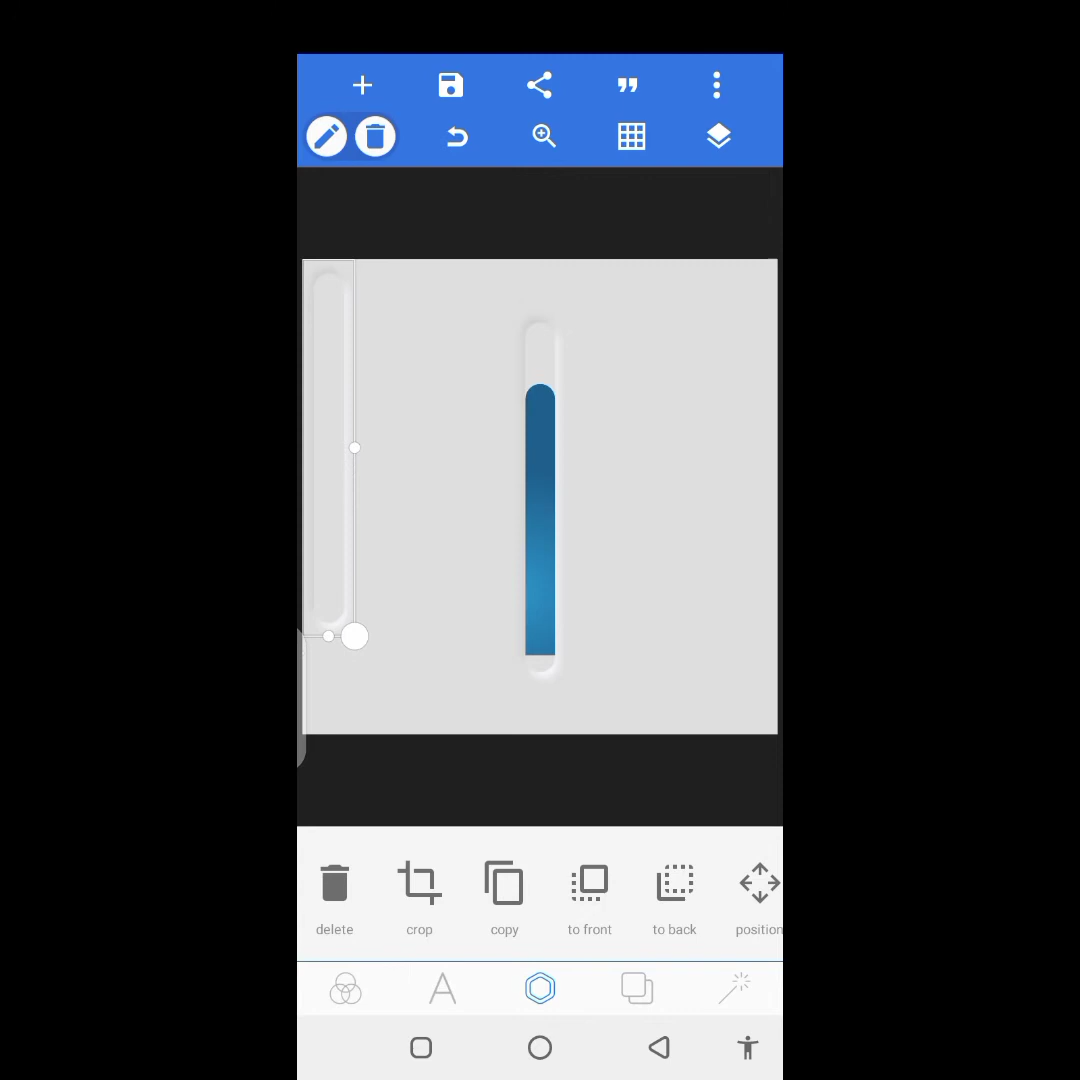 delete
crop
copy
to front
to back
position